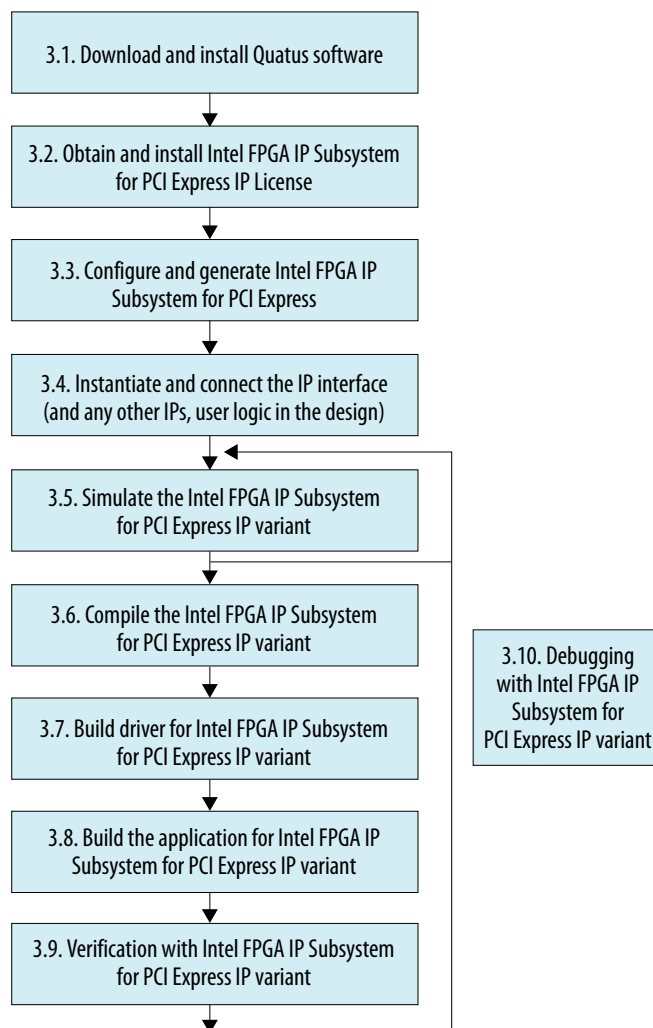 3.1. Download and install Quatus software
3.2. Obtain and install Intel FPGA IP Subsystem
for PCI Express IP License
3.3. Configure and generate Intel FPGA IP
Subsystem for PCI Express
3.4. Instantiate and connect the IP interface
(and any other IPs, user logic in the design)
3.5. Simulate the Intel FPGA IP Subsystem
for PCI Express IP variant
3.6. Compile the Intel FPGA IP Subsystem
for PCI Express IP variant
3.7. Build driver for Intel FPGA IP Subsystem
for PCI Express IP variant
3.8. Build the application for Intel FPGA IP
Subsystem for PCI Express IP variant
3.9. Verification with Intel FPGA IP Subsystem
for PCI Express IP variant
3.10. Debugging
with Intel FPGA IP
Subsystem for
PCI Express IP variant